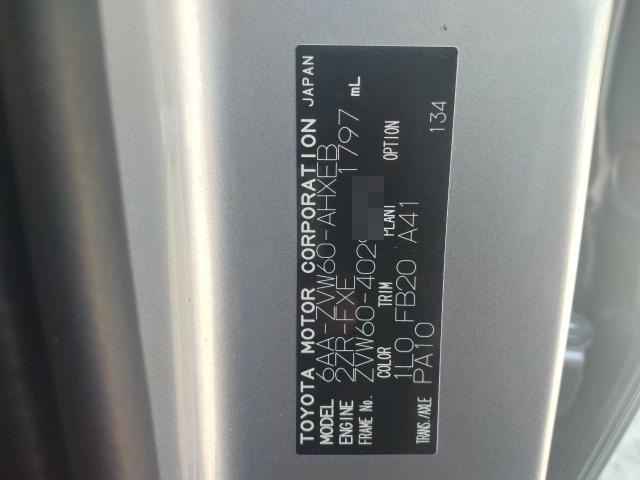 TOYOTA MOTOR CORPORATION JAPAN
MODEL 6AA-ZVW60-AHXEB
ENGINE 2ZR-FXE 1797 mL
FRAME No. ZVW60-4029
COLOR TRIM PLANT OPTION
1L0 FB20 A41 134
TRANS./AXLE PA10